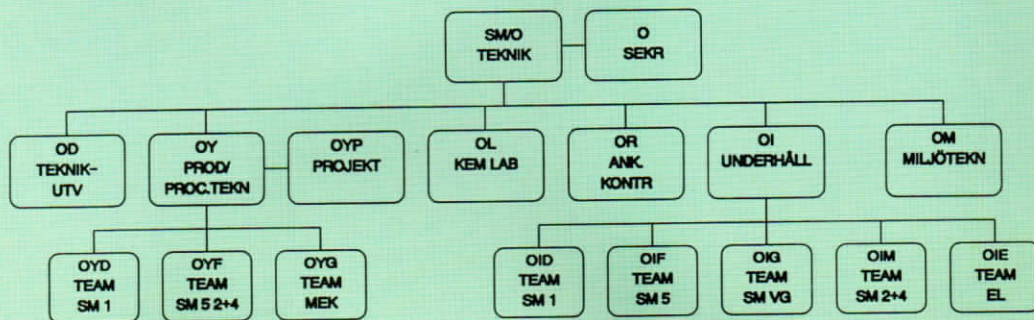 SM/O
TEKNIK
O
SEKR
OD
TEKNIK-
UTV
OY
PROD/
PROC.TEKN
OYP
PROJEKT
OL
KEM LAB
OR
ANK.
KONTR
OI
UNDERHÅLL
OM
MILJÖTEKN
OYD
TEAM
SM 1
OYF
TEAM
SM 5 2+4
OYG
TEAM
MEK
OID
TEAM
SM 1
OIF
TEAM
SM 5
OIG
TEAM
SM VG
OIM
TEAM
SM 2+4
OIE
TEAM
EL